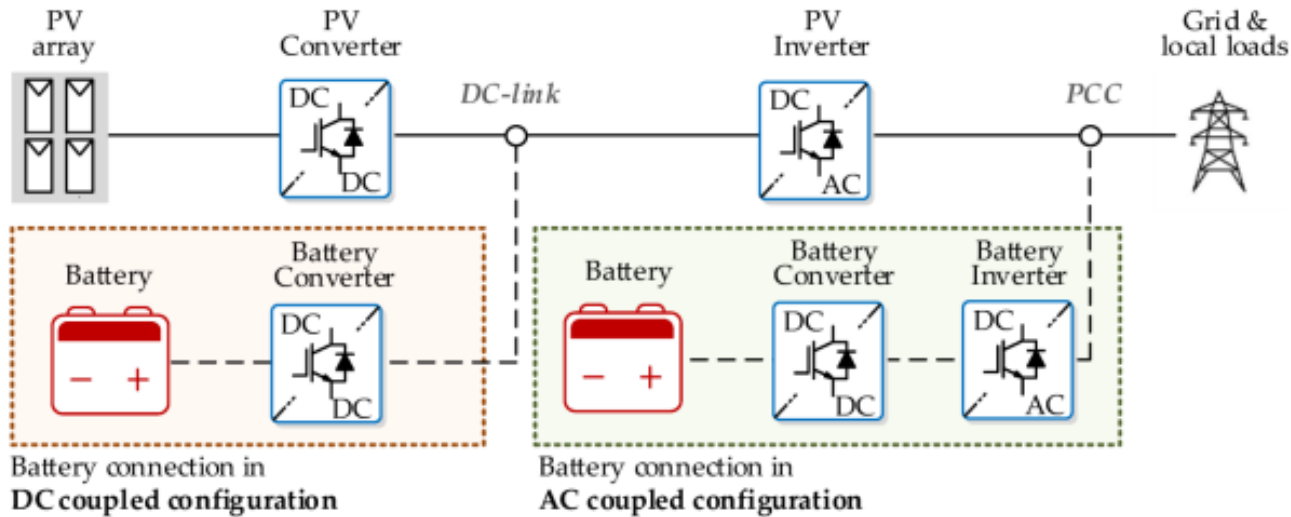 PV
array
PV
Converter
DC-link
PV
Inverter
PCC
Grid &
local loads
DC
DC
DC
AC
Battery
Battery
Converter
DC
DC
Battery
Battery
Converter
Battery
Inverter
DC
DC
DC
AC
− +
− +
Battery connection in
DC coupled configuration
Battery connection in
AC coupled configuration